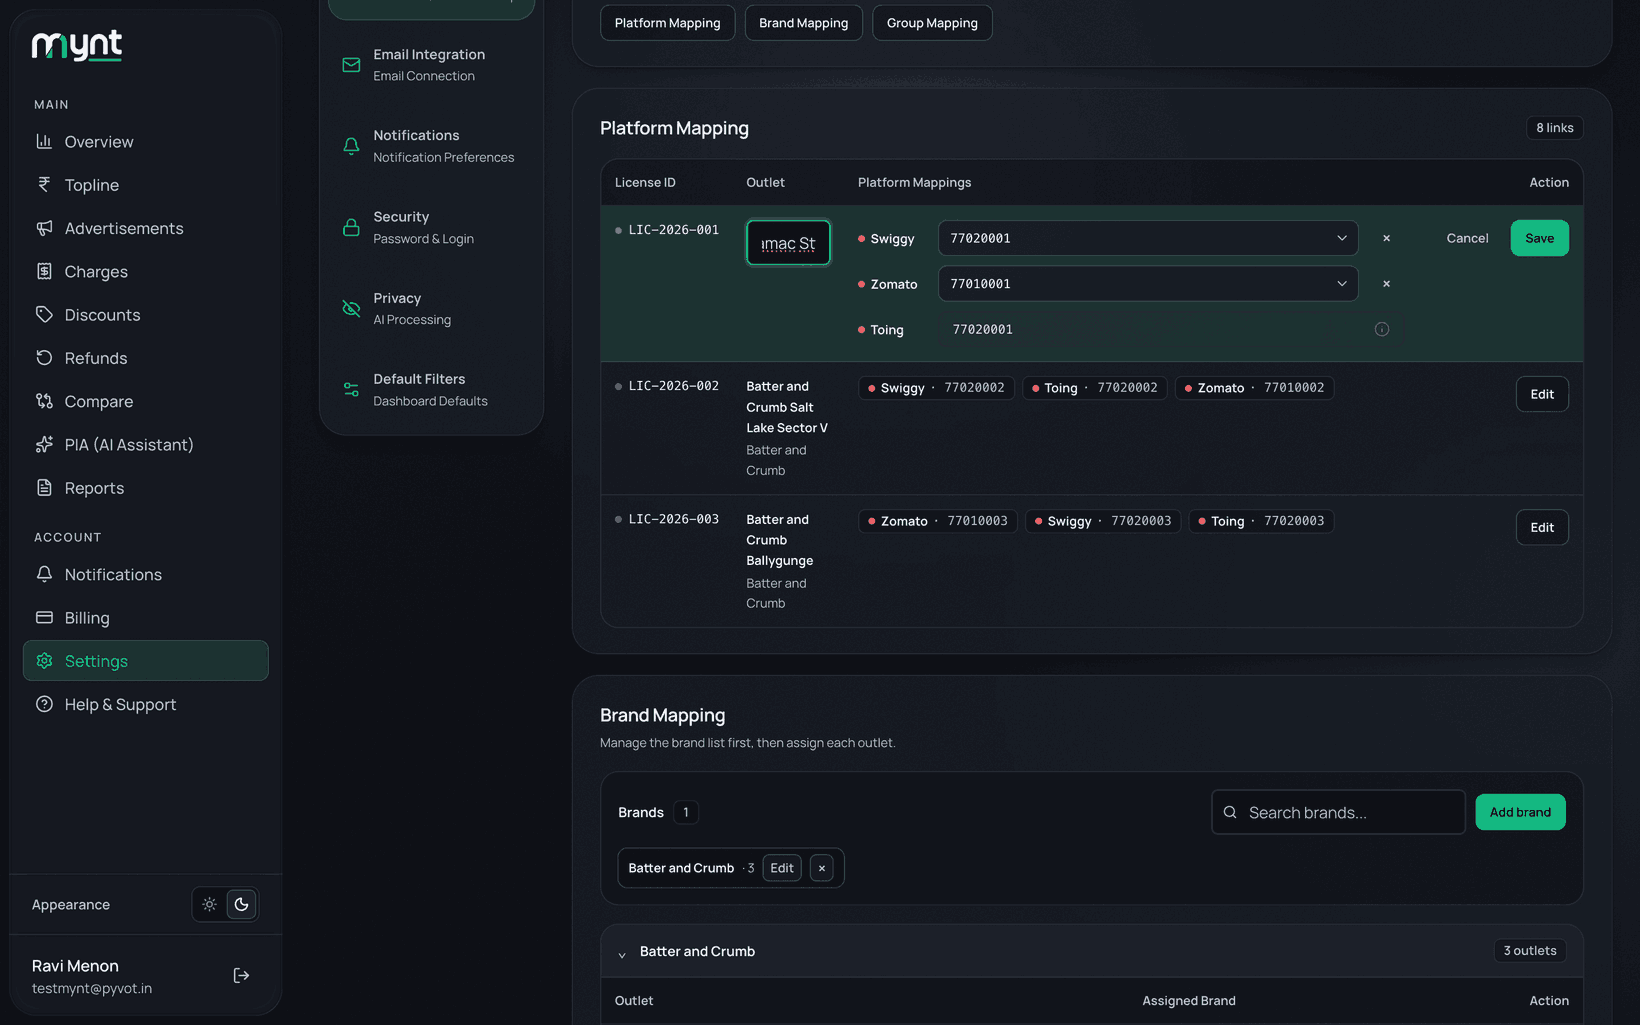 mynt
MAIN
Overview
Topline
Advertisements
Charges
Discounts
Refunds
Compare
PIA (AI Assistant)
Reports
ACCOUNT
Notifications
Billing
Settings
Help & Support
Appearance
Ravi Menon
testmynt@pyvot.in
Email Integration
Email Connection
Notifications
Notification Preferences
Security
Password & Login
Privacy
AI Processing
Default Filters
Dashboard Defaults
Platform Mapping
Brand Mapping
Group Mapping
Platform Mapping
8 links
License ID
Outlet
Platform Mappings
Action
LIC-2026-001
St
Swiggy
77020001
×
Cancel
Save
Zomato
77010001
×
Toing
77020001
LIC-2026-002
Batter and
Crumb Salt
Lake Sector V
Batter and
Crumb
Swiggy · 77020002
Toing · 77020002
Zomato · 77010002
Edit
LIC-2026-003
Batter and
Crumb
Ballygunge
Batter and
Crumb
Zomato · 77010003
Swiggy · 77020003
Toing · 77020003
Edit
Brand Mapping
Manage the brand list first, then assign each outlet.
Brands 1
Search brands...
Add brand
Batter and Crumb · 3 Edit ×
Batter and Crumb
3 outlets
Outlet
Assigned Brand
Action